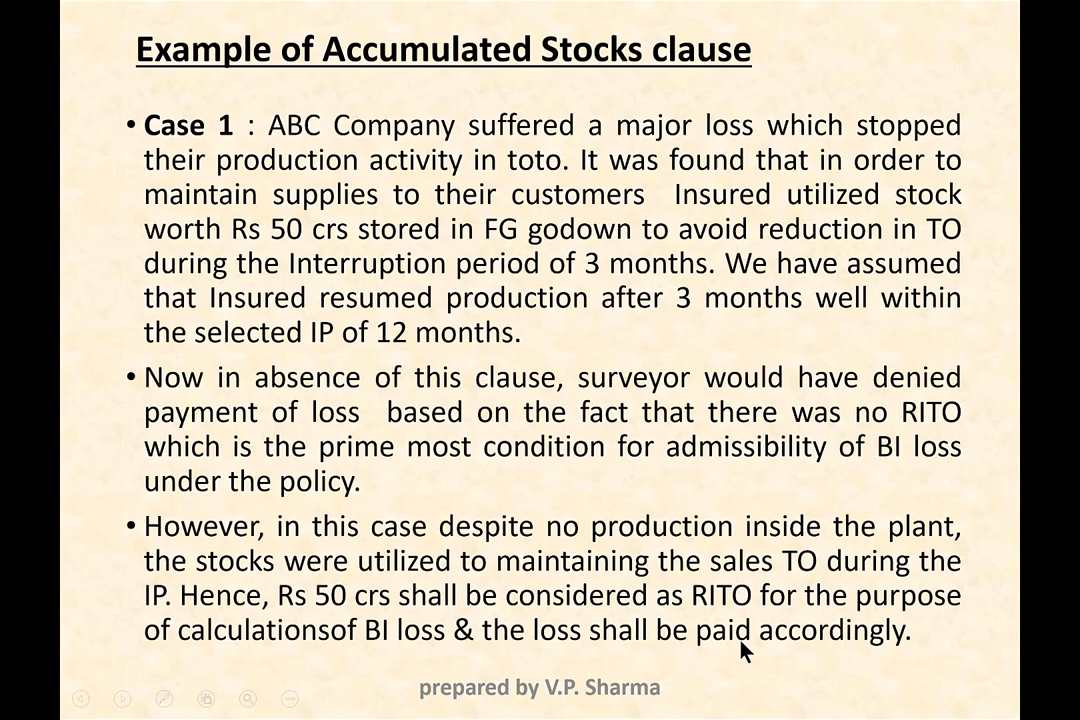 Example of Accumulated Stocks clause
• Case 1 : ABC Company suffered a major loss which stopped
their production activity in toto. It was found that in order to
maintain supplies to their customers Insured utilized stock
worth Rs 50 crs stored in FG godown to avoid reduction in TO
during the Interruption period of 3 months. We have assumed
that Insured resumed production after 3 months well within
the selected IP of 12 months.
• Now in absence of this clause, surveyor would have denied
payment of loss based on the fact that there was no RITO
which is the prime most condition for admissibility of BI loss
under the policy.
• However, in this case despite no production inside the plant,
the stocks were utilized to maintaining the sales TO during the
IP. Hence, Rs 50 crs shall be considered as RITO for the purpose
of calculationsof BI loss & the loss shall be paid accordingly.
prepared by V.P. Sharma